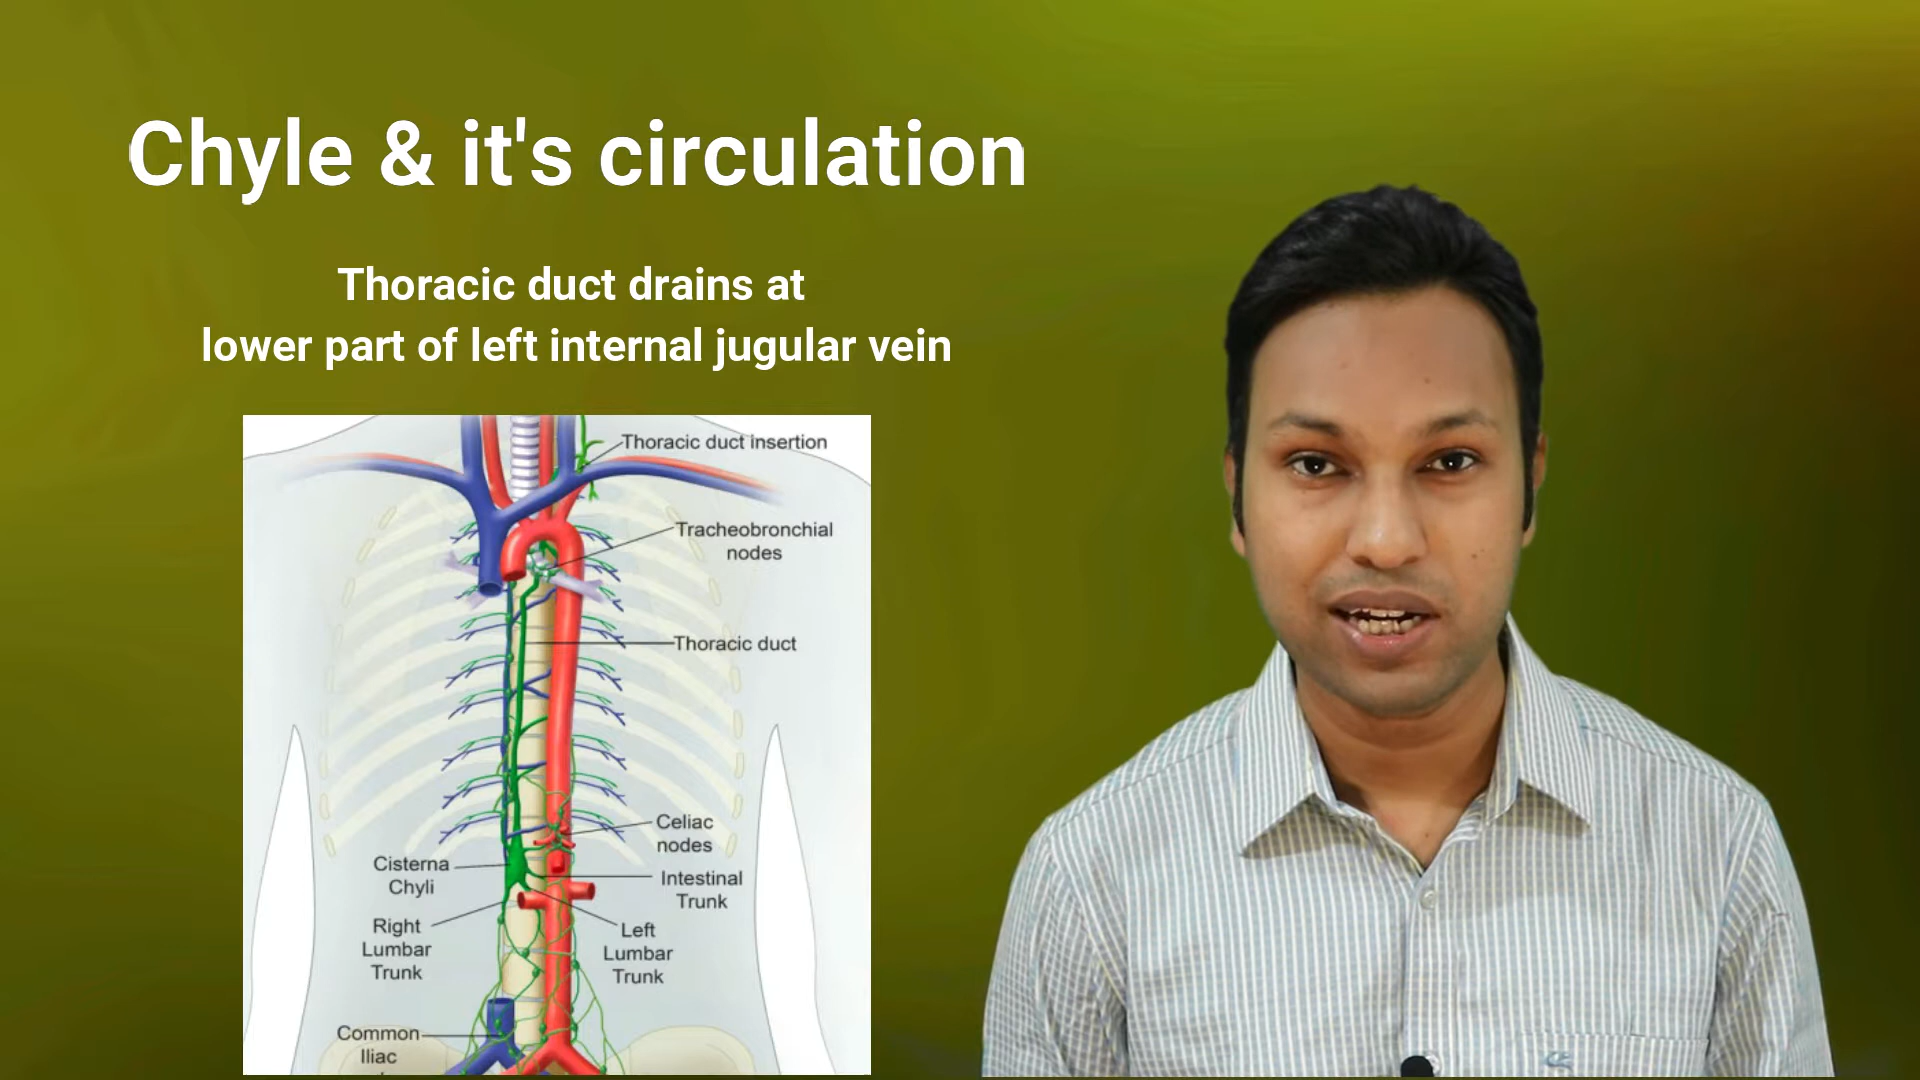 Chyle & it's circulation
Thoracic duct drains at
lower part of left internal jugular vein
Thoracic duct insertion
Tracheobronchial
nodes
Thoracic duct
Celiac
nodes
Cisterna
Chyli
Intestinal
Trunk
Right
Lumbar
Trunk
Left
Lumbar
Trunk
Common
Iliac